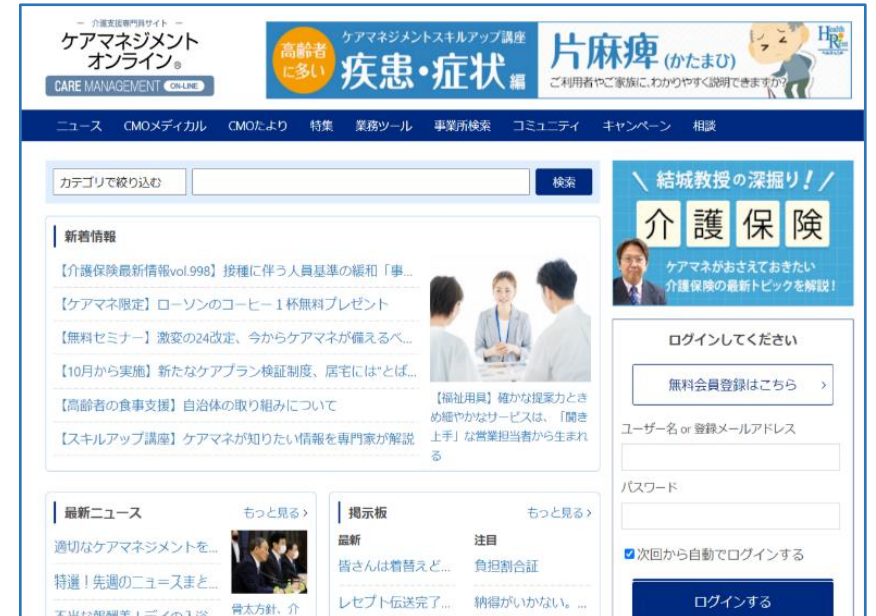 － 介護支援専門員サイト －
ケアマネジメント
オンライン®
CARE MANAGEMENT ON-LINE
高齢者
に多い
ケアマネジメントスキルアップ講座
疾患・症状 編
片麻痺 (かたまひ)
ご利用者やご家族に、わかりやすく説明できますか?
ニュース CMOメディカル CMOたより 特集 業務ツール 事業所検索 コミュニティ キャンペーン 相談
カテゴリで絞り込む 検索
新着情報
【介護保険最新情報vol.998】接種に伴う人員基準の緩和「事...
【ケアマネ限定】ローソンのコーヒー１杯無料プレゼント
【無料セミナー】激変の24改定、今からケアマネが備えるべ...
【10月から実施】新たなケアプラン検証制度、居宅には"とば...
【高齢者の食事支援】自治体の取り組みについて
【スキルアップ講座】ケアマネが知りたい情報を専門家が解説
【福祉用具】確かな提案力とき
め細やかなサービスは、「聞き
上手」な営業担当者から生まれ
る
最新ニュース もっと見る ›
適切なケアマネジメントを...
特選！先週のニュースまと...
骨太方針、介
掲示板 もっと見る ›
最新 注目
皆さんは着替えど... 負担割合証
レセプト伝送完了... 納得がいかない。...
＼ 結城教授の深掘り！／
介護保険
ケアマネがおさえておきたい
介護保険の最新トピックを解説！
ログインしてください
無料会員登録はこちら ›
ユーザー名 or 登録メールアドレス
パスワード
次回から自動でログインする
ログインする